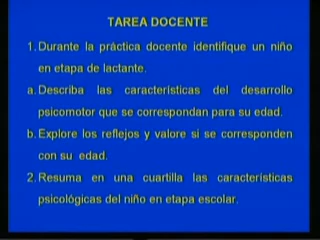 TAREA DOCENTE
1. Durante la práctica docente identifique un niño
en etapa de lactante.
a. Describa las características del desarrollo
psicomotor que se correspondan para su edad.
b. Explore los reflejos y valore si se corresponden
con su edad.
2. Resuma en una cuartilla las características
psicológicas del niño en etapa escolar.